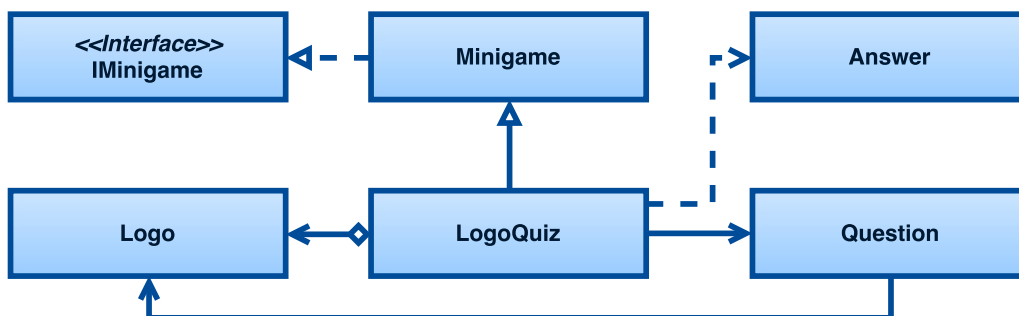 <<Interface>>
IMinigame
Minigame
Answer
Logo
LogoQuiz
Question